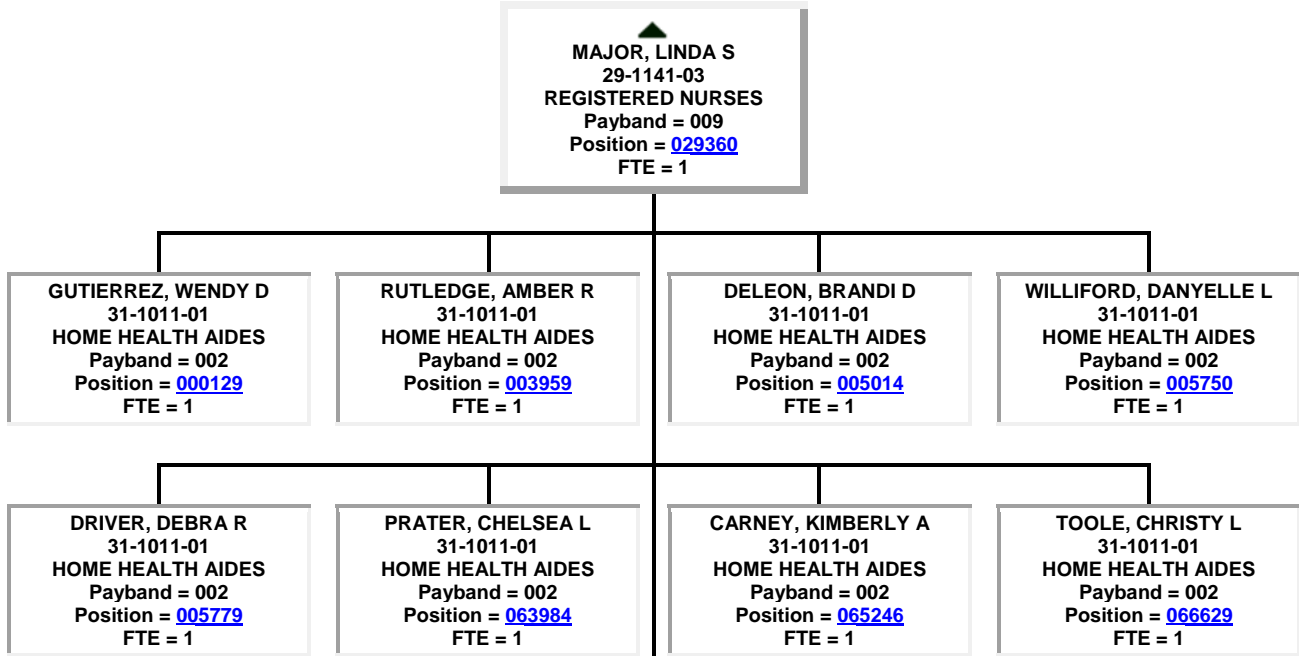 MAJOR, LINDA S
29-1141-03
REGISTERED NURSES
Payband = 009
Position = 029360
FTE = 1
GUTIERREZ, WENDY D
31-1011-01
HOME HEALTH AIDES
Payband = 002
Position = 000129
FTE = 1
RUTLEDGE, AMBER R
31-1011-01
HOME HEALTH AIDES
Payband = 002
Position = 003959
FTE = 1
DELEON, BRANDI D
31-1011-01
HOME HEALTH AIDES
Payband = 002
Position = 005014
FTE = 1
WILLIFORD, DANYELLE L
31-1011-01
HOME HEALTH AIDES
Payband = 002
Position = 005750
FTE = 1
DRIVER, DEBRA R
31-1011-01
HOME HEALTH AIDES
Payband = 002
Position = 005779
FTE = 1
PRATER, CHELSEA L
31-1011-01
HOME HEALTH AIDES
Payband = 002
Position = 063984
FTE = 1
CARNEY, KIMBERLY A
31-1011-01
HOME HEALTH AIDES
Payband = 002
Position = 065246
FTE = 1
TOOLE, CHRISTY L
31-1011-01
HOME HEALTH AIDES
Payband = 002
Position = 066629
FTE = 1